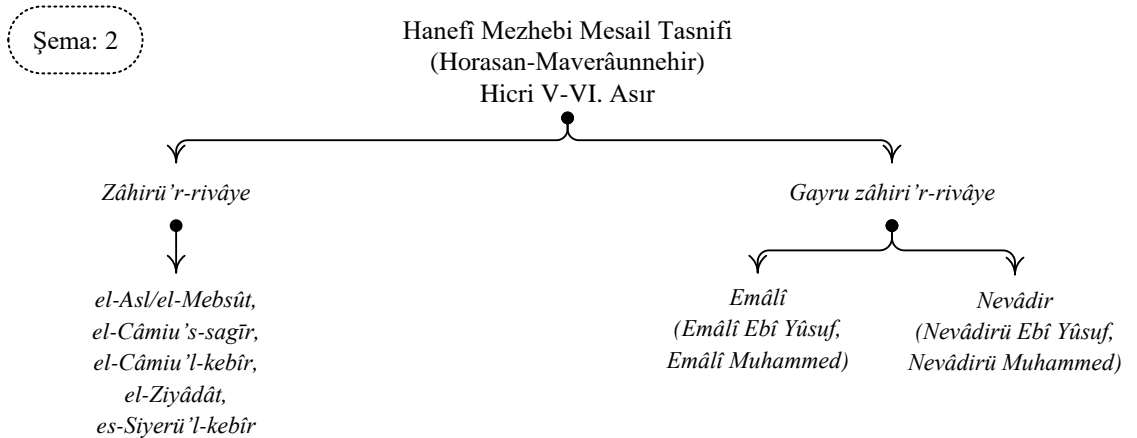 Şema: 2
Hanefî Mezhebi Mesail Tasnifi
(Horasan-Maverâunnehir)
Hicri V-VI. Asır
Zâhirü’r-rivâye
Gayru zâhiri’r-rivâye
el-Asl/el-Mebsût,
el-Câmiu’s-sagīr,
el-Câmiu’l-kebîr,
el-Ziyâdât,
es-Siyerü’l-kebîr
Emâlî
(Emâlî Ebî Yûsuf,
Emâlî Muhammed)
Nevâdir
(Nevâdirü Ebî Yûsuf,
Nevâdirü Muhammed)